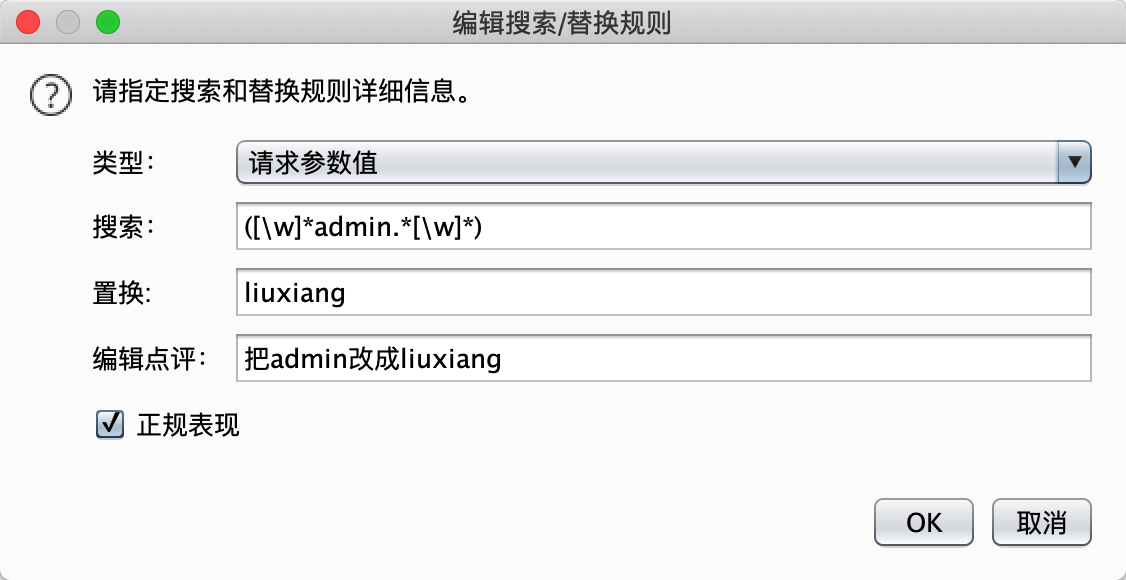 编辑搜索/替换规则
请指定搜索和替换规则详细信息。
类型：
请求参数值
搜索：
([\w]*admin.*[\w]*)
置换:
liuxiang
编辑点评：
把admin改成liuxiang
正规表现
OK
取消